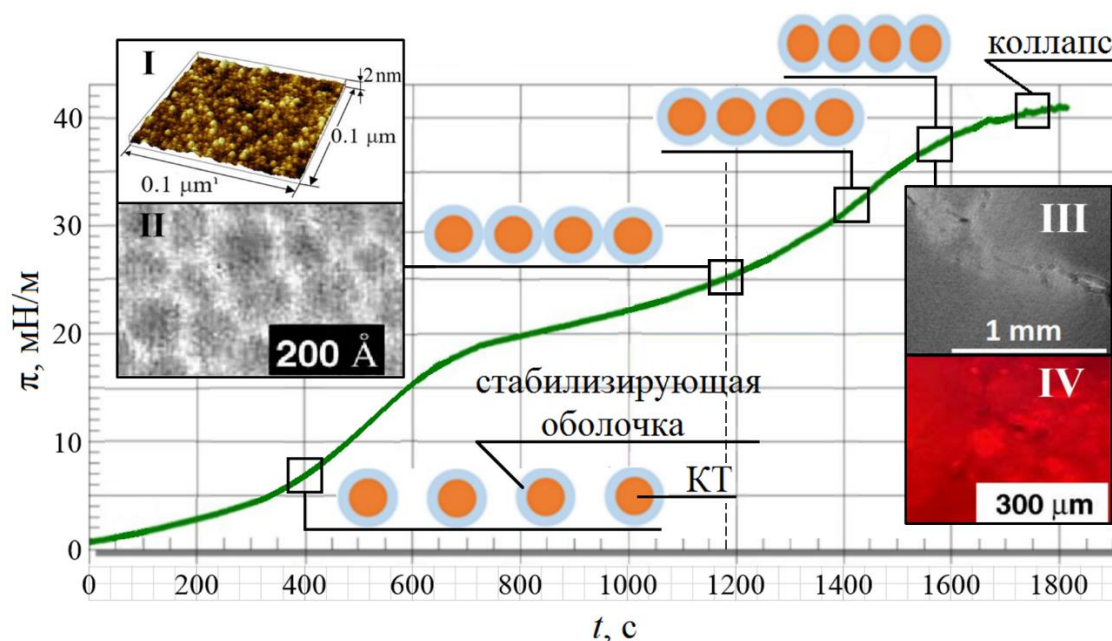 I
2nm
0.1 μm
0.1 μm¹
II
200 Å
стабилизирующая
оболочка
КТ
коллапс
III
1 mm
IV
300 μm
π, мН/м
40
30
20
10
0
0 200 400 600 800 1000 1200 1400 1600 1800
t, с